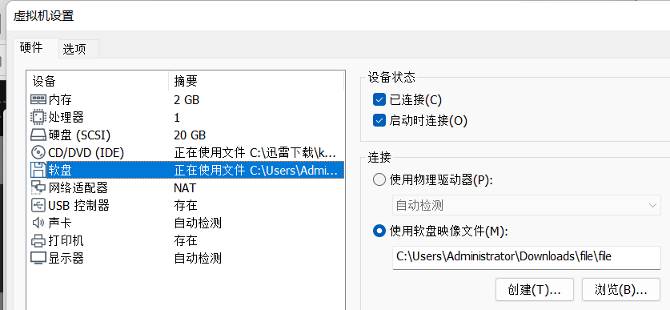 虚拟机设置
硬件 选项
设备 摘要
内存 2 GB
处理器 1
硬盘 (SCSI) 20 GB
CD/DVD (IDE) 正在使用文件 C:\迅雷下载\k...
软盘 正在使用文件 C:\Users\Admi...
网络适配器 NAT
USB 控制器 存在
声卡 自动检测
打印机 存在
显示器 自动检测
设备状态
已连接(C)
启动时连接(O)
连接
使用物理驱动器(P):
自动检测
使用软盘映像文件(M):
C:\Users\Administrator\Downloads\file\file
创建(T)... 浏览(B)...